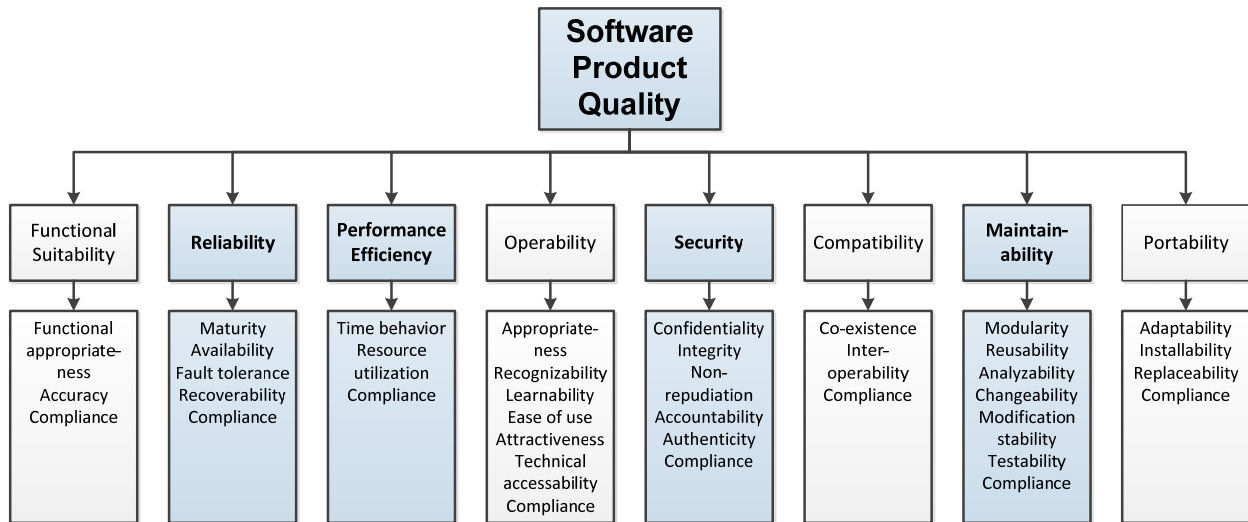 Software
Product
Quality
Functional
Suitability
Reliability
Performance
Efficiency
Operability
Security
Compatibility
Maintain-
ability
Portability
Functional
appropriate-
ness
Accuracy
Compliance
Maturity
Availability
Fault tolerance
Recoverability
Compliance
Time behavior
Resource
utilization
Compliance
Appropriate-
ness
Recognizability
Learnability
Ease of use
Attractiveness
Technical
accessability
Compliance
Confidentiality
Integrity
Non-
repudiation
Accountability
Authenticity
Compliance
Co-existence
Inter-
operability
Compliance
Modularity
Reusability
Analyzability
Changeability
Modification
stability
Testability
Compliance
Adaptability
Installability
Replaceability
Compliance